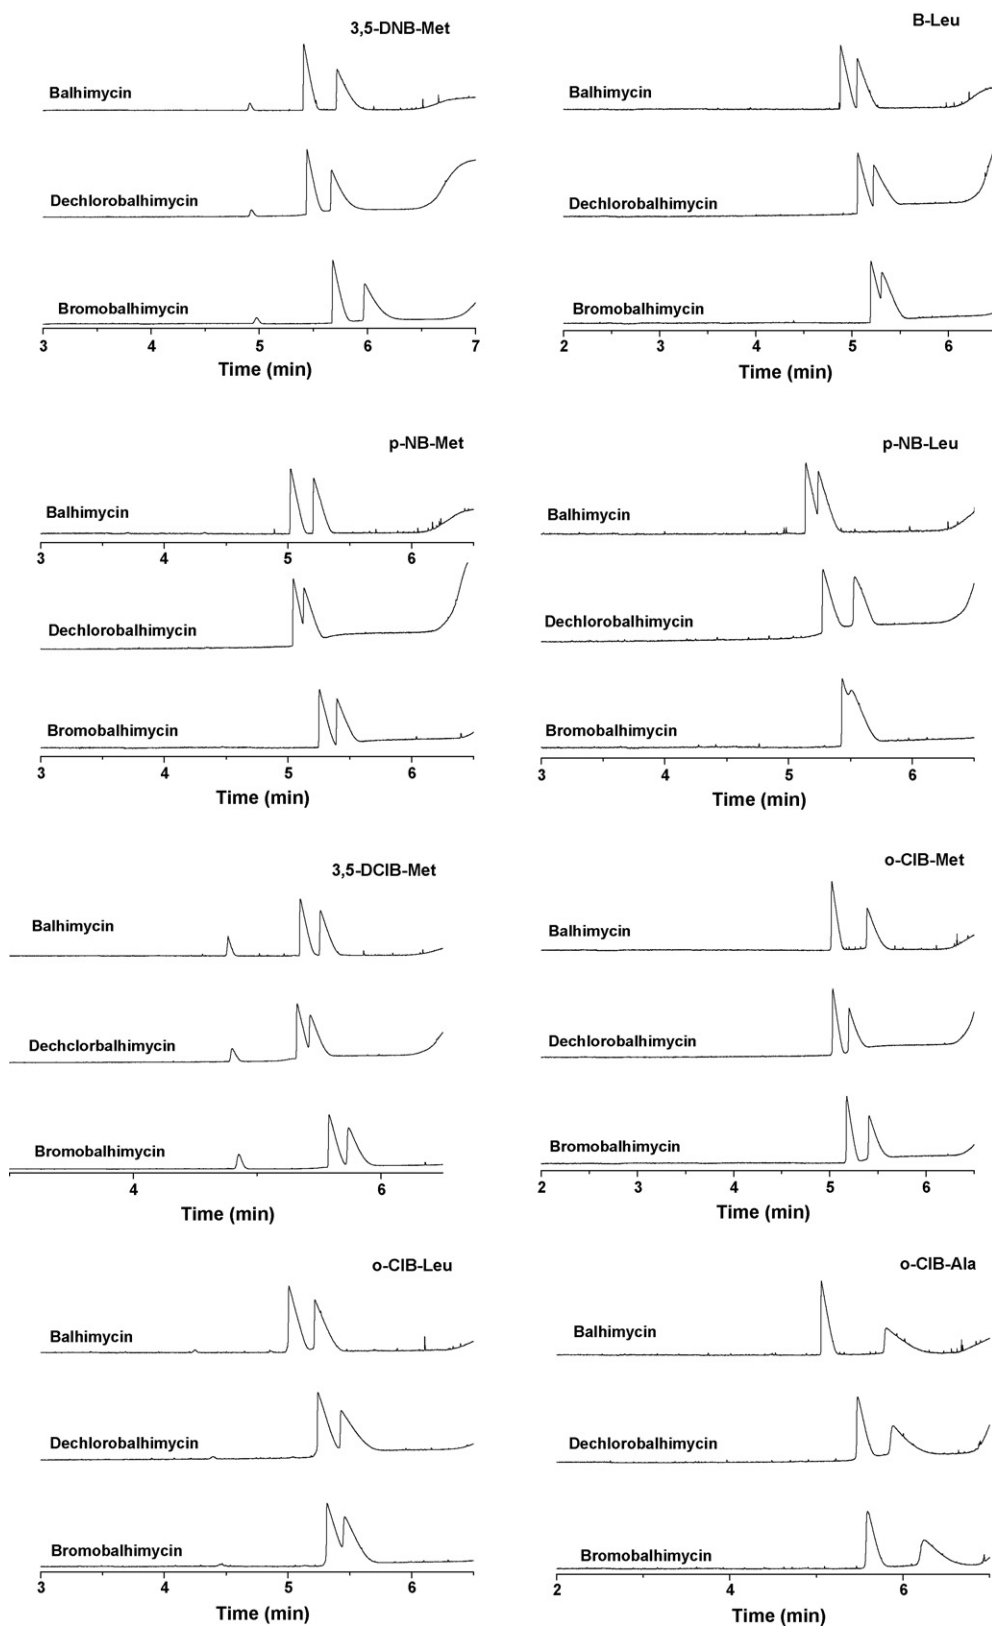 3,5-DNB-Met
Balhimycin
Dechlorobalhimycin
Bromobalhimycin
3 4 5 6 7
Time (min)
B-Leu
Balhimycin
Dechlorobalhimycin
Bromobalhimycin
2 3 4 5 6
Time (min)
p-NB-Met
Balhimycin
3 4 5 6
Dechlorobalhimycin
Bromobalhimycin
3 4 5 6
Time (min)
p-NB-Leu
Balhimycin
Dechlorobalhimycin
Bromobalhimycin
3 4 5 6
Time (min)
3,5-DClB-Met
Balhimycin
Dechclorbalhimycin
Bromobalhimycin
4 6
Time (min)
o-ClB-Met
Balhimycin
Dechlorobalhimycin
Bromobalhimycin
2 3 4 5 6
Time (min)
o-ClB-Leu
Balhimycin
Dechlorobalhimycin
Bromobalhimycin
3 4 5 6
Time (min)
o-ClB-Ala
Balhimycin
Dechlorobalhimycin
Bromobalhimycin
2 4 6
Time (min)